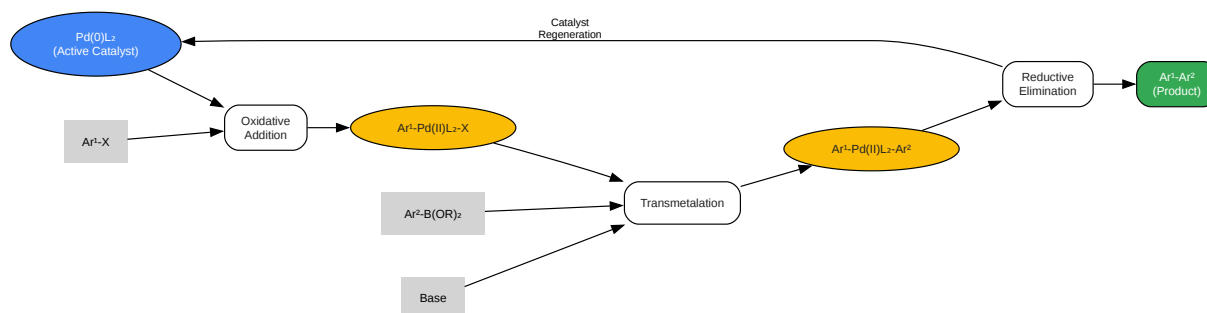 Catalyst
Regeneration
Pd(0)L₂
(Active Catalyst)
Ar¹-X
Oxidative
Addition
Ar¹-Pd(II)L₂-X
Ar²-B(OR)₂
Base
Transmetalation
Ar¹-Pd(II)L₂-Ar²
Reductive
Elimination
Ar¹-Ar²
(Product)